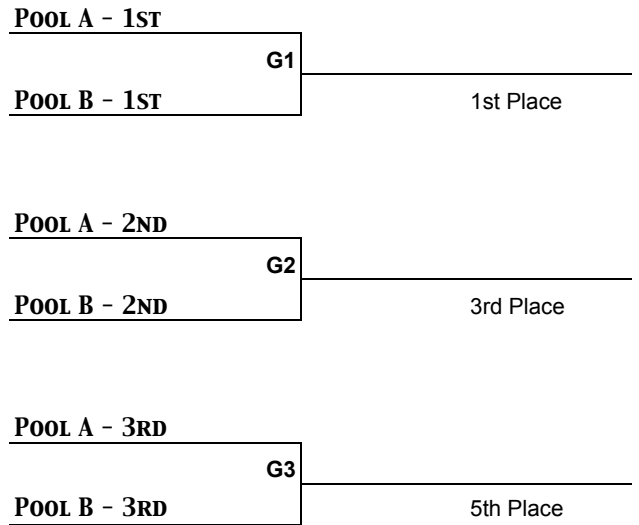 Pool A - 1st
G1
Pool B - 1st
1st Place
Pool A - 2nd
G2
Pool B - 2nd
3rd Place
Pool A - 3rd
G3
Pool B - 3rd
5th Place